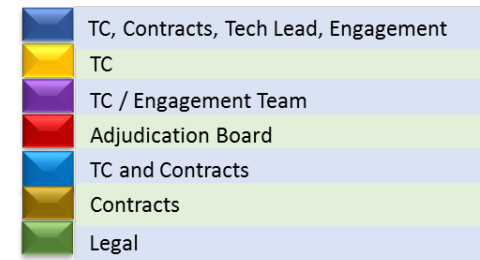 TC, Contracts, Tech Lead, Engagement
TC
TC / Engagement Team
Adjudication Board
TC and Contracts
Contracts
Legal